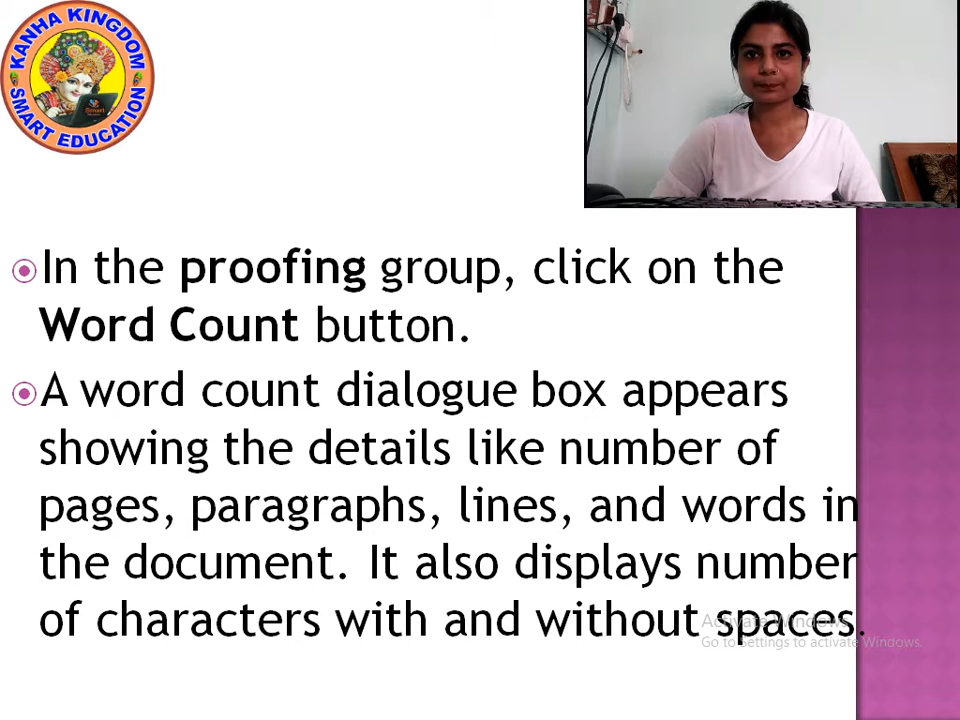 KANHA KINGDOM
SMART EDUCATION
In the proofing group, click on the
Word Count button.
A word count dialogue box appears
showing the details like number of
pages, paragraphs, lines, and words in
the document. It also displays number
of characters with and without spaces.
Activate Windows
Go to Settings to activate Windows.